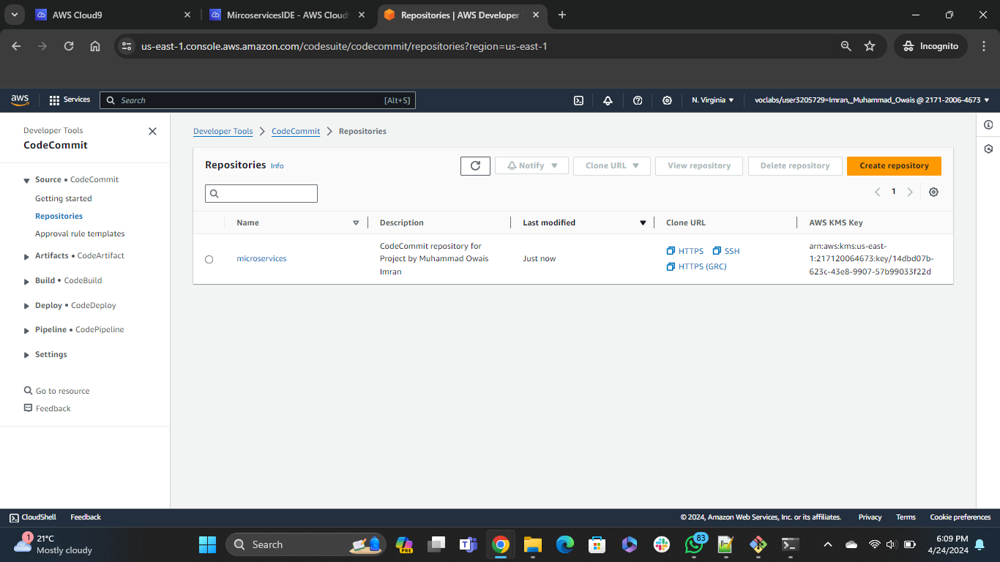 AWS Cloud9
MircoservicesIDE - AWS Cloud
Repositories | AWS Developer
us-east-1.console.aws.amazon.com/codesuite/codecommit/repositories?region=us-east-1
Incognito
aws
Services
Search
[Alt+S]
N. Virginia
voclabs/user3205729=Imran,_Muhammad_Owais @ 2171-2006-4673
Developer Tools
CodeCommit
Source • CodeCommit
Getting started
Repositories
Approval rule templates
Artifacts • CodeArtifact
Build • CodeBuild
Deploy • CodeDeploy
Pipeline • CodePipeline
Settings
Go to resource
Feedback
Developer Tools
CodeCommit
Repositories
Repositories Info
Notify
Clone URL
View repository
Delete repository
Create repository
1
Name
Description
Last modified
Clone URL
AWS KMS Key
microservices
CodeCommit repository for
Project by Muhammad Owais
Imran
Just now
HTTPS
SSH
HTTPS (GRC)
arn:aws:kms:us-east-
1:217120064673:key/14dbd07b-
623c-43e8-9907-57b99033f22d
CloudShell
Feedback
© 2024, Amazon Web Services, Inc. or its affiliates.
Privacy
Terms
Cookie preferences
1
21°C
Mostly cloudy
Search
PRE
83
6:09 PM
4/24/2024